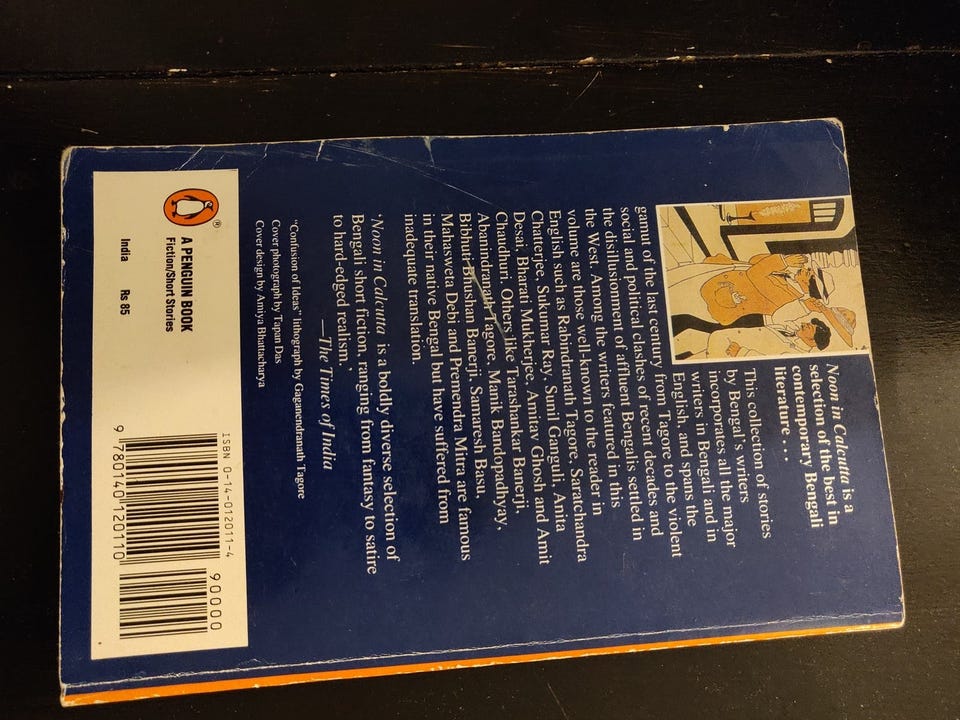 Noon in Calcutta is a
selection of the best in
contemporary Bengali
literature . . .
This collection of stories
by Bengal's writers
incorporates all the major
writers in Bengali and in
English, and spans the
gamut of the last century from Tagore to the violent
social and political clashes of recent decades and
the disillusionment of affluent Bengalis settled in
the West. Among the writers featured in this
volume are those well-known to the reader in
English such as Rabindranath Tagore, Saratchandra
Chatterjee, Sukumar Ray, Sunil Ganguli, Anita
Desai, Bharati Mukherjee, Amitav Ghosh and Amit
Chaudhuri. Others like Tarashankar Banerji,
Abanindranath Tagore, Manik Bandopadhyay,
Bibhuti Bhushan Banerji, Samaresh Basu,
Mahasweta Debi and Premendra Mitra are famous
in their native Bengal but have suffered from
inadequate translation.
'Noon in Calcutta is a boldly diverse selection of
Bengali short fiction, ranging from fantasy to satire
to hard-edged realism.'
—The Times of India
"Confusion of Ideas" lithograph by Gaganendranath Tagore
Cover photograph by Tapan Das
Cover design by Amiya Bhattacharya
®
A PENGUIN BOOK
Fiction/Short Stories
India Rs 85
ISBN 0-14-012011-4
90000
9 780140 120110